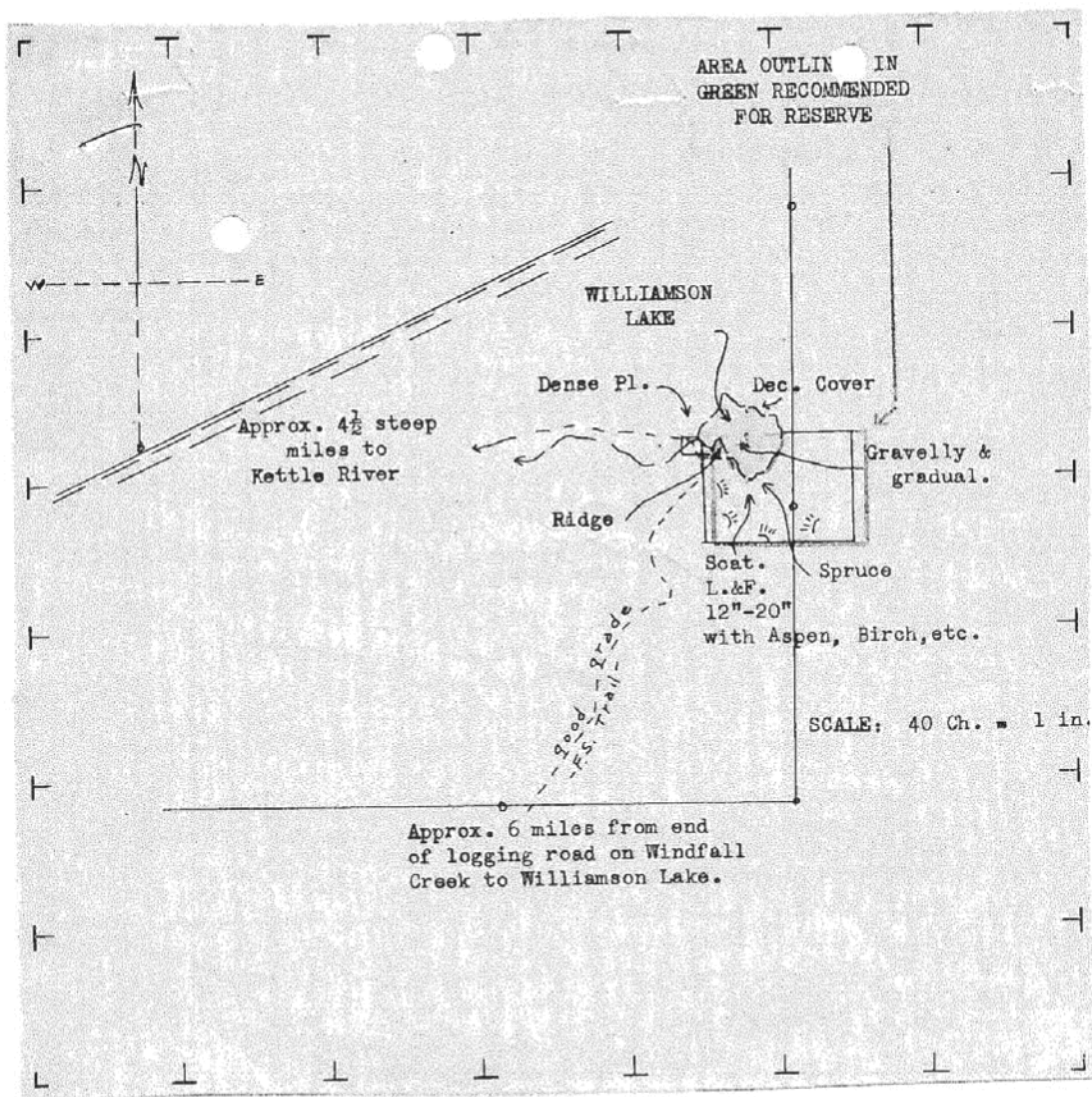 AREA OUTLIN IN
GREEN RECOMMENDED
FOR RESERVE
N
W
E
WILLIAMSON
LAKE
Dense Pl.
Dec. Cover
Approx. 4½ steep
miles to
Kettle River
Gravelly &
gradual.
Ridge
Scat.
L.&F.
12"-20"
with Aspen, Birch, etc.
Spruce
good grade
F.S. Trail
SCALE: 40 Ch. = 1 in.
Approx. 6 miles from end
of logging road on Windfall
Creek to Williamson Lake.